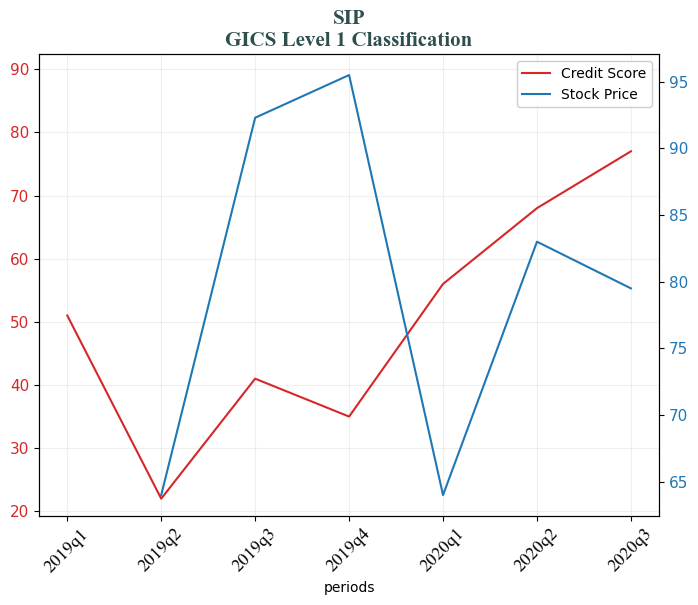 SIP
GICS Level 1 Classification
Credit Score
Stock Price
90
80
70
60
50
40
30
20
95
90
85
80
75
70
65
2019q1
2019q2
2019q3
2019q4
2020q1
2020q2
2020q3
periods